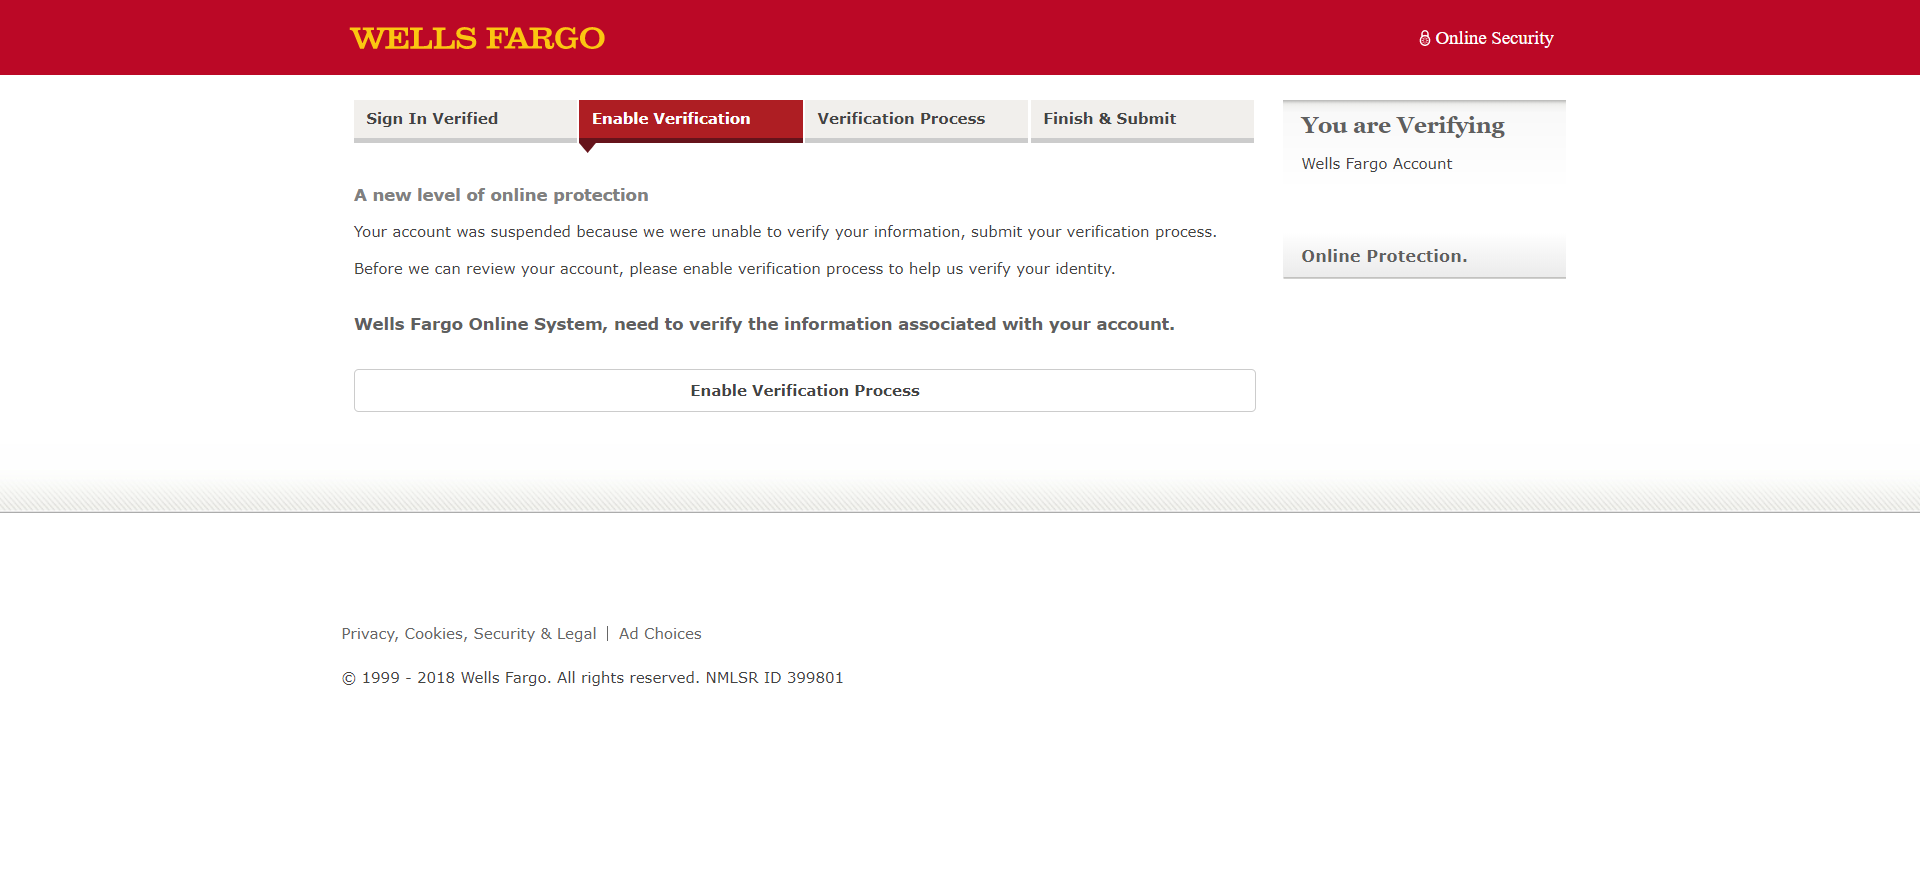 WELLS FARGO
Online Security
Sign In Verified
Enable Verification
Verification Process
Finish & Submit
A new level of online protection
Your account was suspended because we were unable to verify your information, submit your verification process.
Before we can review your account, please enable verification process to help us verify your identity.
Wells Fargo Online System, need to verify the information associated with your account.
Enable Verification Process
You are Verifying
Wells Fargo Account
Online Protection.
Privacy, Cookies, Security & Legal | Ad Choices
© 1999 - 2018 Wells Fargo. All rights reserved. NMLSR ID 399801